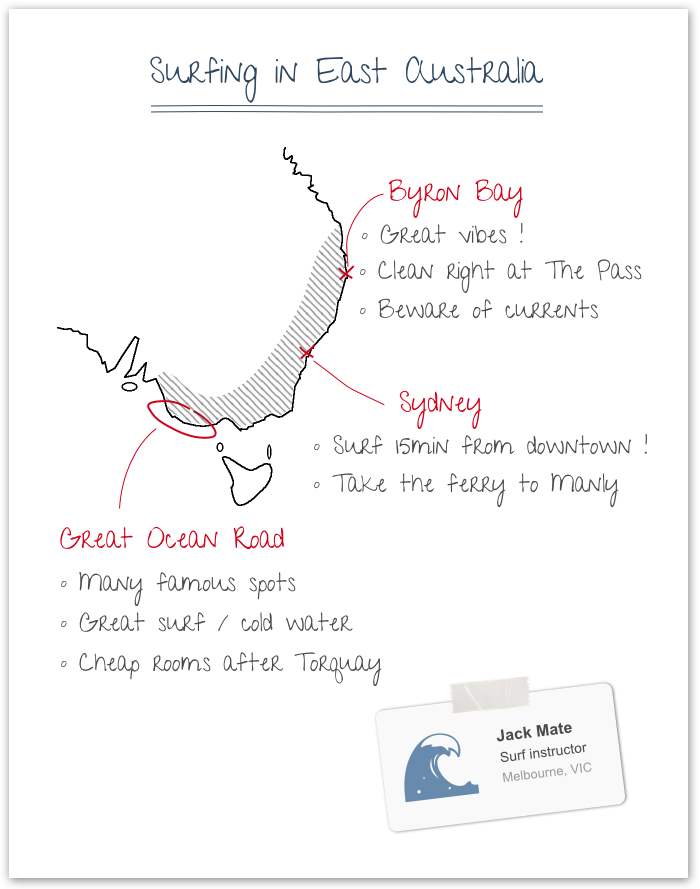 Surfing in East Australia
Byron Bay
Great vibes !
Clean right at The Pass
Beware of currents
Sydney
Surf 15min from downtown !
Take the ferry to Manly
Great Ocean Road
Many famous spots
Great surf / cold water
Cheap rooms after Torquay
Jack Mate
Surf instructor
Melbourne, VIC